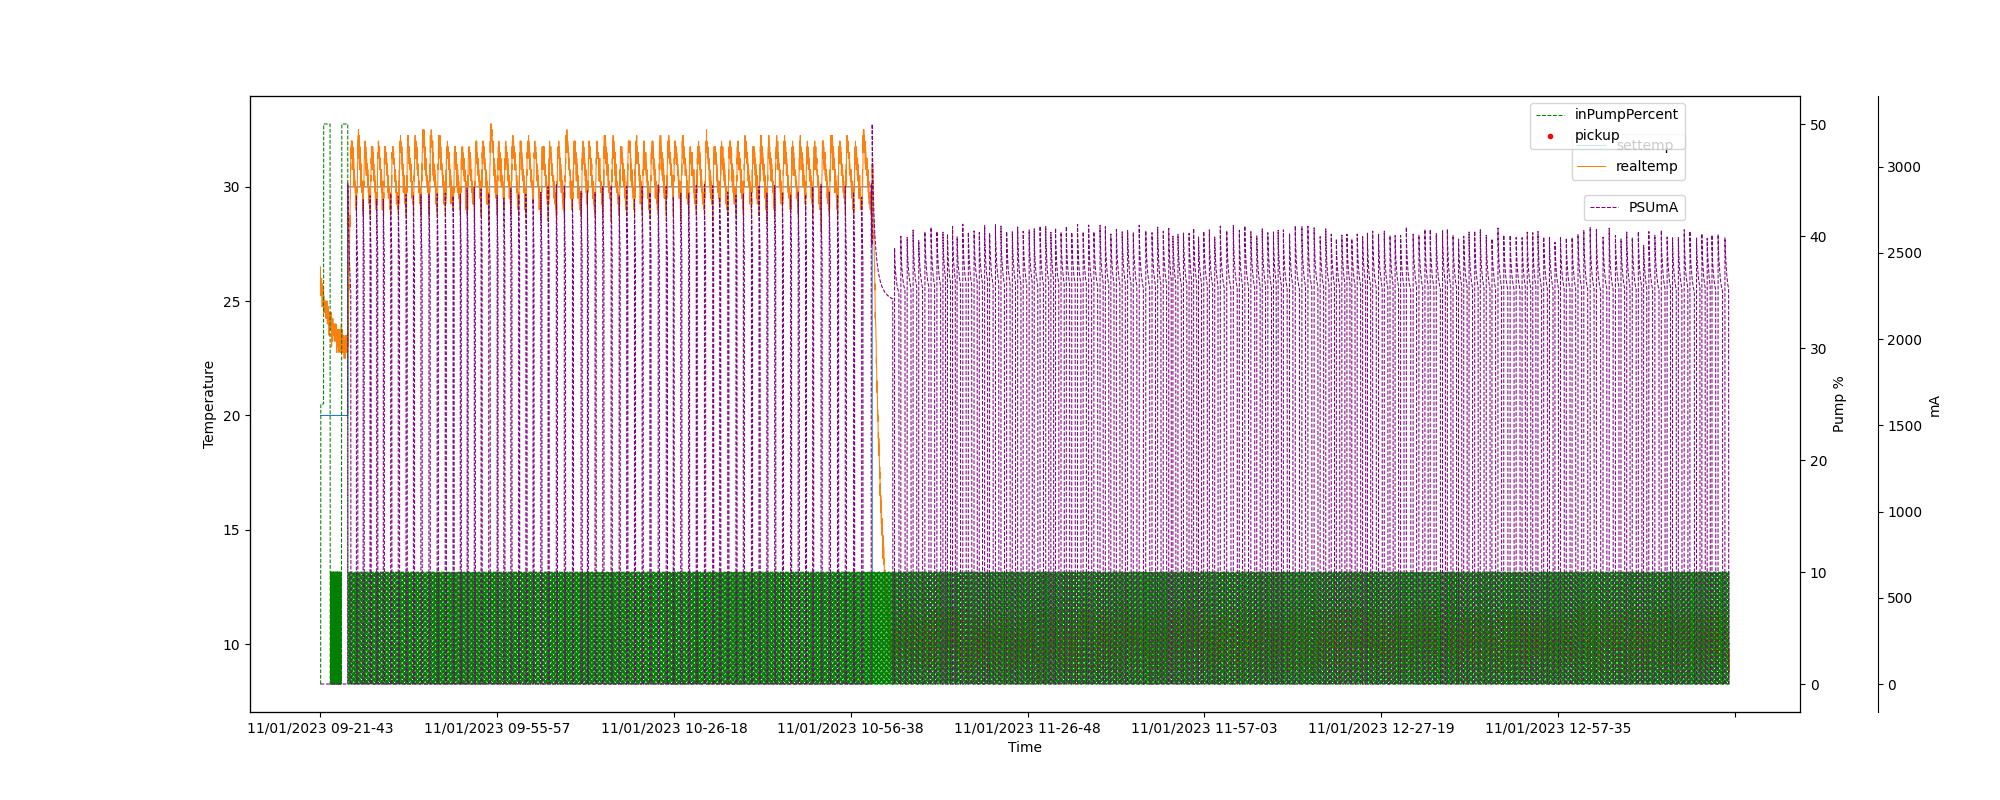 inPumpPercent
pickup
settemp
realtemp
PSUmA
Temperature
30
25
20
15
10
50
40
30
20
10
0
Pump %
3000
2500
2000
1500
1000
500
0
mA
11/01/2023 09-21-43
11/01/2023 09-55-57
11/01/2023 10-26-18
11/01/2023 10-56-38
11/01/2023 11-26-48
11/01/2023 11-57-03
11/01/2023 12-27-19
11/01/2023 12-57-35
Time